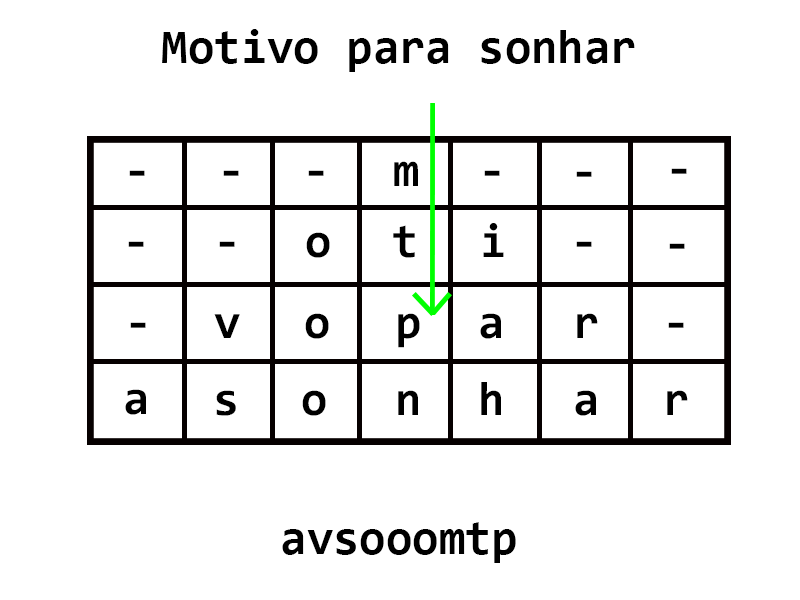 Motivo para sonhar
- - - m - - -
- - o t i - -
- v o p a r -
a s o n h a r
avsooomtp